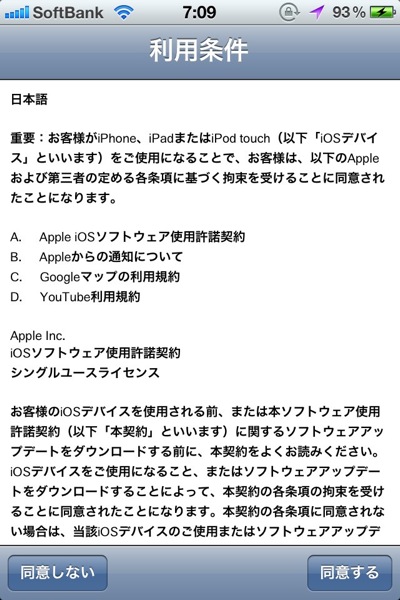 SoftBank 7:09 93%
利用条件
日本語
重要：お客様がiPhone、iPadまたはiPod touch（以下「iOSデバイ
ス」といいます）をご使用になることで、お客様は、以下のApple
および第三者の定める各条項に基づく拘束を受けることに同意され
たことになります。
A. Apple iOSソフトウェア使用許諾契約
B. Appleからの通知について
C. Googleマップの利用規約
D. YouTube利用規約
Apple Inc.
iOSソフトウェア使用許諾契約
シングルユースライセンス
お客様のiOSデバイスを使用される前、または本ソフトウェア使用
許諾契約（以下「本契約」といいます）に関するソフトウェアアッ
プデートをダウンロードする前に、本契約をよくお読みください。
iOSデバイスをご使用になること、またはソフトウェアアップデー
トをダウンロードすることによって、本契約の各条項の拘束を受け
ることに同意されたことになります。本契約の各条項に同意されな
い場合は、当該iOSデバイスのご使用またはソフトウェアアップデ
同意しない 同意する